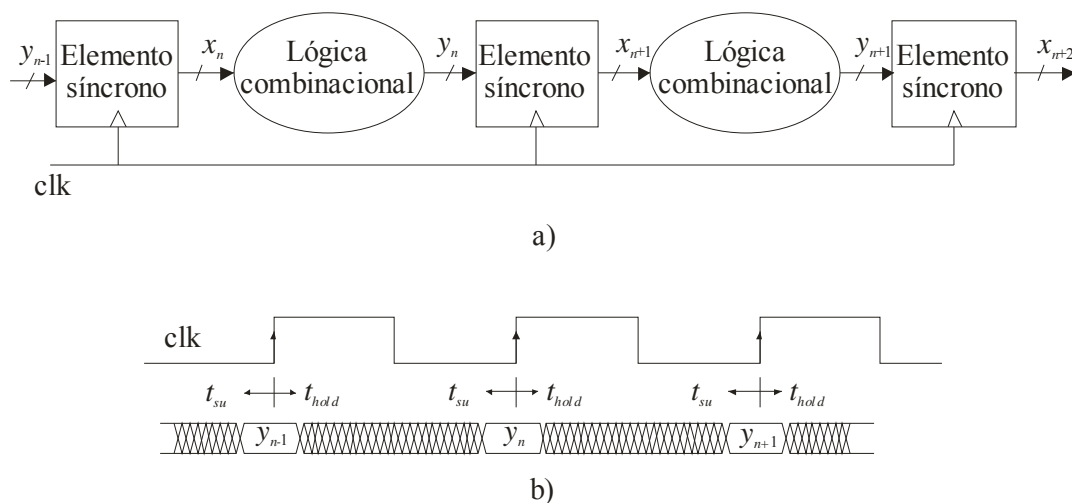 y_{n-1}
Elemento
síncrono
x_n
Lógica
combinacional
y_n
Elemento
síncrono
x_{n+1}
Lógica
combinacional
y_{n+1}
Elemento
síncrono
x_{n+2}
clk
a)
clk
t_{su} t_{hold} t_{su} t_{hold} t_{su} t_{hold}
y_{n-1} y_n y_{n+1}
b)